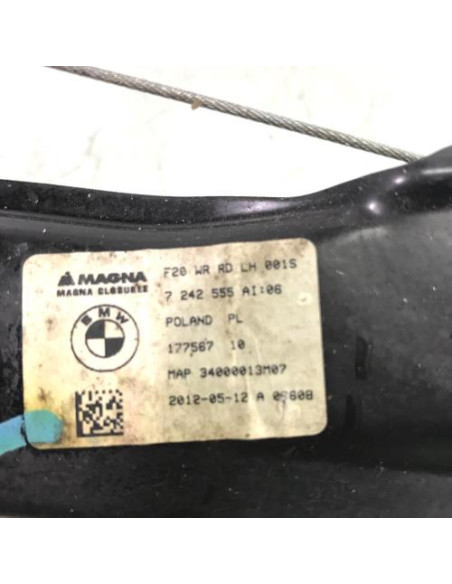 MAGNA
MAGNA CLOSURES
BMW
F20 WR RD LH 001S
7 242 555 AI:06
POLAND PL
177567 10
MAP 34000013M07
2012-05-12 A